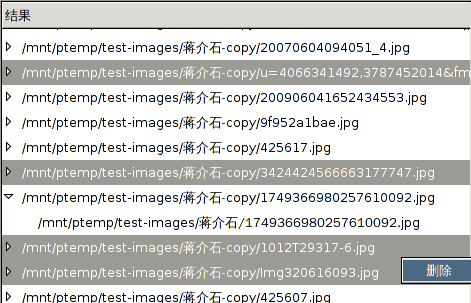 结果
/mnt/ptemp/test-images/蒋介石-copy/20070604094051_4.jpg
/mnt/ptemp/test-images/蒋介石-copy/u=4066341492,3787452014&fm
/mnt/ptemp/test-images/蒋介石-copy/200906041652434553.jpg
/mnt/ptemp/test-images/蒋介石-copy/9f952a1bae.jpg
/mnt/ptemp/test-images/蒋介石-copy/425617.jpg
/mnt/ptemp/test-images/蒋介石-copy/3424424566663177747.jpg
/mnt/ptemp/test-images/蒋介石-copy/1749366980257610092.jpg
/mnt/ptemp/test-images/蒋介石/1749366980257610092.jpg
/mnt/ptemp/test-images/蒋介石-copy/1012T29317-6.jpg
/mnt/ptemp/test-images/蒋介石-copy/Img320616093.jpg
删除
/mnt/ptemp/test-images/蒋介石-copy/425607.jpg